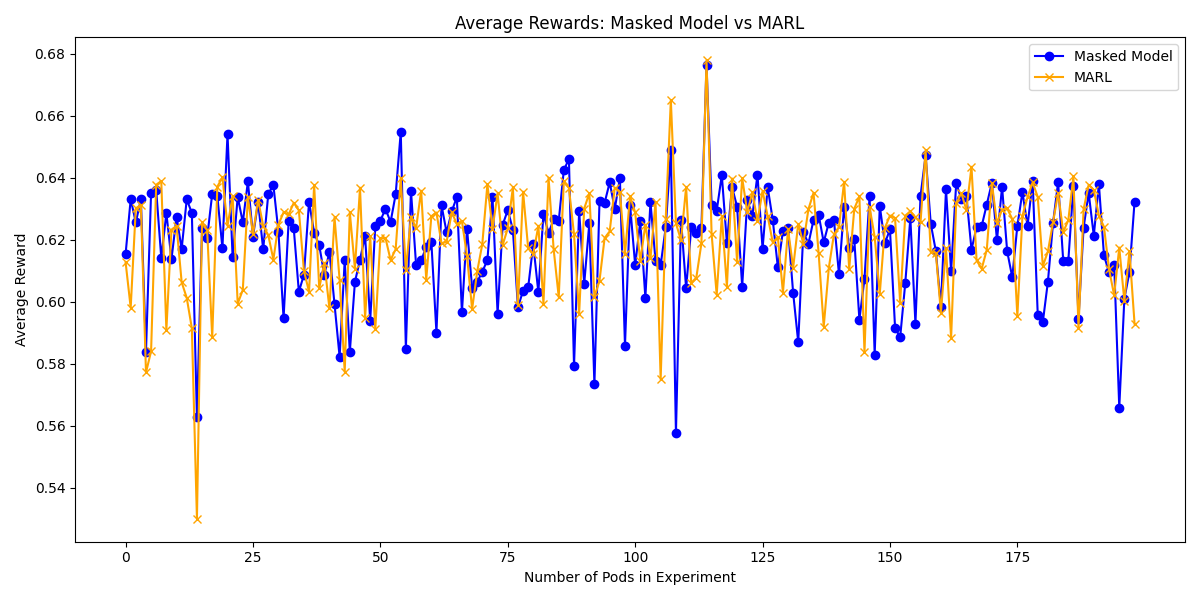 Average Rewards: Masked Model vs MARL
Masked Model
MARL
Average Reward
0.68
0.66
0.64
0.62
0.60
0.58
0.56
0.54
0 25 50 75 100 125 150 175
Number of Pods in Experiment